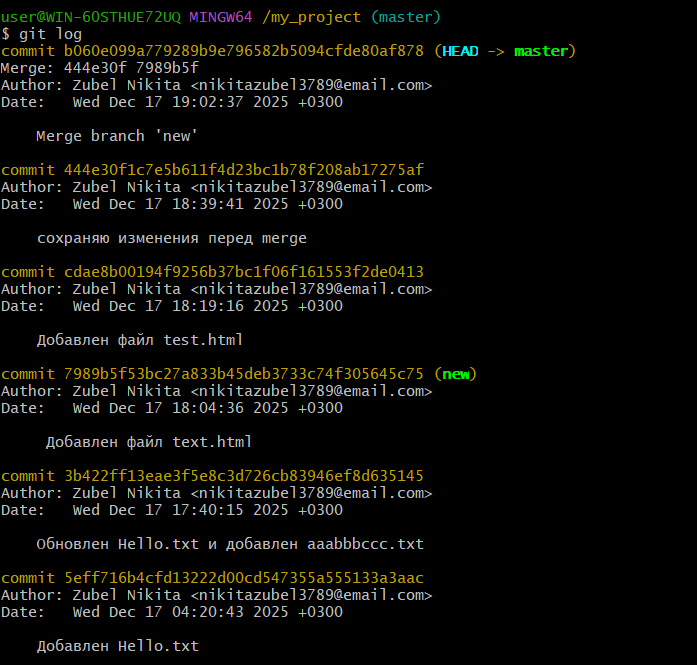 user@WIN-6OSTHUE72UQ MINGW64 /my_project (master)
$ git log
commit b060e099a779289b9e796582b5094cfde80af878 (HEAD -> master)
Merge: 444e30f 7989b5f
Author: Zubel Nikita <nikitazubel3789@email.com>
Date:   Wed Dec 17 19:02:37 2025 +0300
    Merge branch 'new'
commit 444e30f1c7e5b611f4d23bc1b78f208ab17275af
Author: Zubel Nikita <nikitazubel3789@email.com>
Date:   Wed Dec 17 18:39:41 2025 +0300
    сохраняю изменения перед merge
commit cdae8b00194f9256b37bc1f06f161553f2de0413
Author: Zubel Nikita <nikitazubel3789@email.com>
Date:   Wed Dec 17 18:19:16 2025 +0300
    Добавлен файл test.html
commit 7989b5f53bc27a833b45deb3733c74f305645c75 (new)
Author: Zubel Nikita <nikitazubel3789@email.com>
Date:   Wed Dec 17 18:04:36 2025 +0300
     Добавлен файл text.html
commit 3b422ff13eae3f5e8c3d726cb83946ef8d635145
Author: Zubel Nikita <nikitazubel3789@email.com>
Date:   Wed Dec 17 17:40:15 2025 +0300
    Обновлен Hello.txt и добавлен aaabbbccc.txt
commit 5eff716b4cfd13222d00cd547355a555133a3aac
Author: Zubel Nikita <nikitazubel3789@email.com>
Date:   Wed Dec 17 04:20:43 2025 +0300
    Добавлен Hello.txt